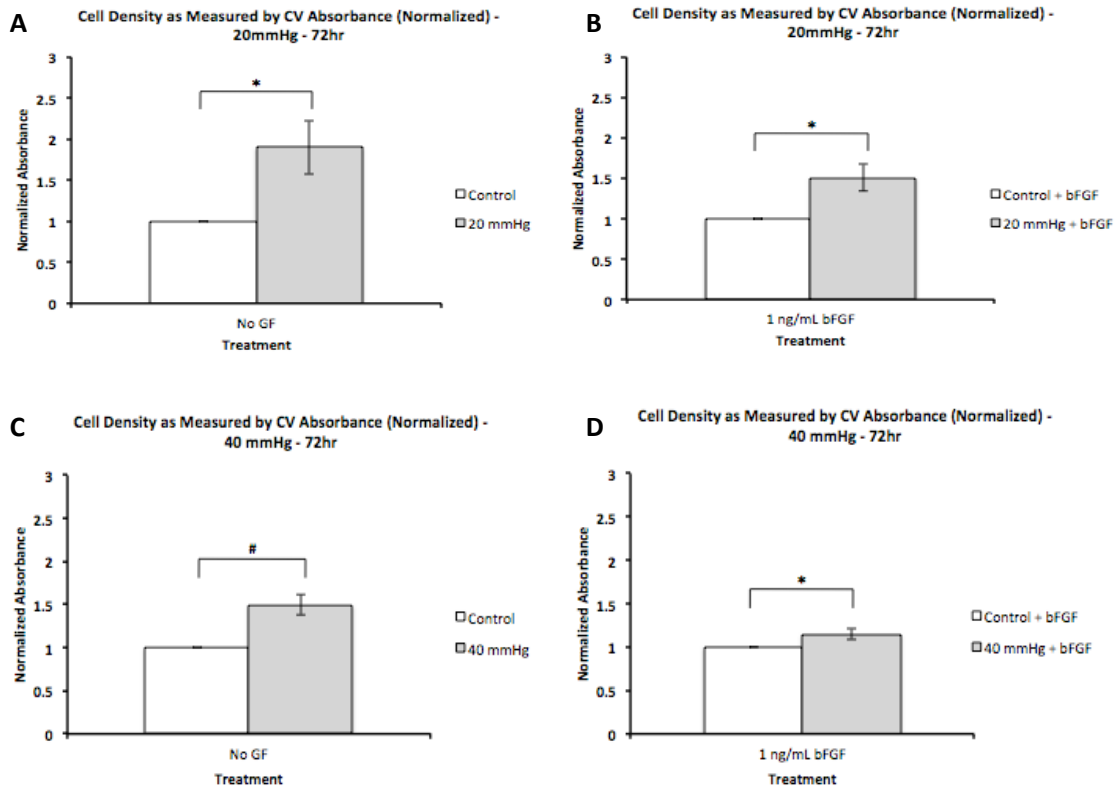 A
Cell Density as Measured by CV Absorbance (Normalized) -
20mmHg - 72hr
3
2.5
2
1.5
1
0.5
0
Normalized Absorbance
*
Control
20 mmHg
No GF
Treatment
B
Cell Density as Measured by CV Absorbance (Normalized) -
20mmHg - 72hr
3
2.5
2
1.5
1
0.5
0
Normalized Absorbance
*
Control + bFGF
20 mmHg + bFGF
1 ng/mL bFGF
Treatment
C
Cell Density as Measured by CV Absorbance (Normalized) -
40 mmHg - 72hr
3
2.5
2
1.5
1
0.5
0
Normalized Absorbance
#
Control
40 mmHg
No GF
Treatment
D
Cell Density as Measured by CV Absorbance (Normalized) -
40 mmHg - 72hr
3
2.5
2
1.5
1
0.5
0
Normalized Absorbance
*
Control + bFGF
40 mmHg + bFGF
1 ng/mL bFGF
Treatment